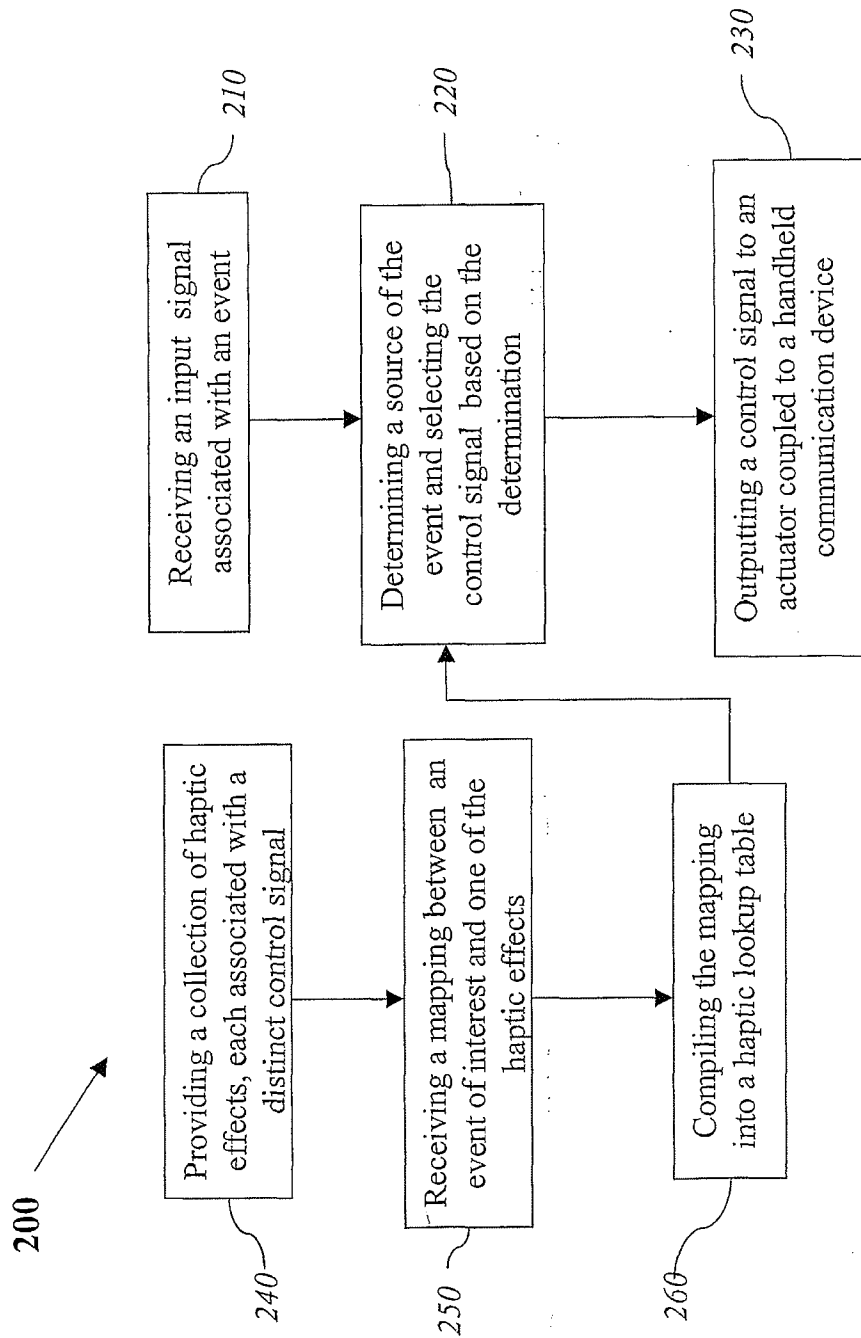 200
Providing a collection of haptic
effects, each associated with a
distinct control signal
240
Receiving a mapping between an
event of interest and one of the
haptic effects
250
Compiling the mapping
into a haptic lookup table
260
Receiving an input signal
associated with an event
210
Determining a source of the
event and selecting the
control signal based on the
determination
220
Outputting a control signal to an
actuator coupled to a handheld
communication device
230